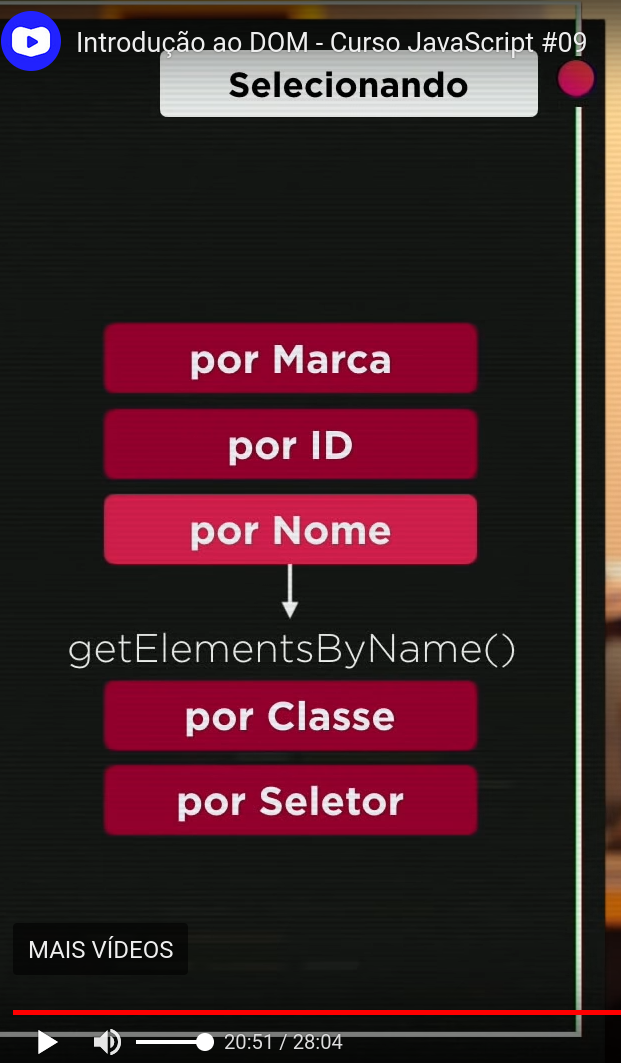 Introdução ao DOM - Curso JavaScript #09
Selecionando
por Marca
por ID
por Nome
getElementsByName()
por Classe
por Seletor
MAIS VÍDEOS
20:51 / 28:04